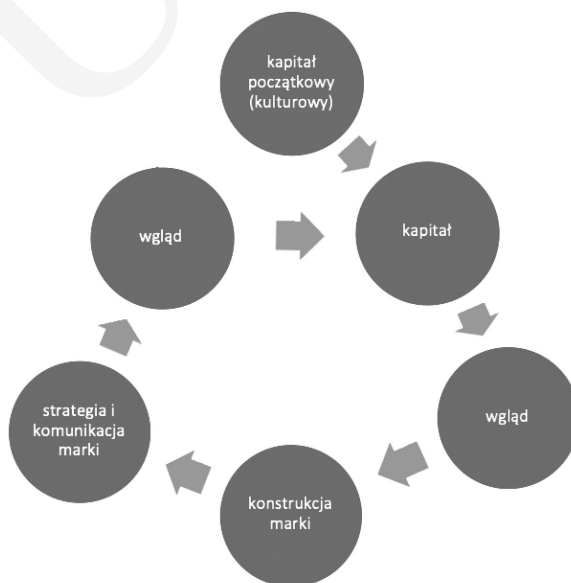 kapitał
początkowy
(kulturowy)
wgląd
kapitał
strategia i
komunikacja
marki
wgląd
konstrukcja
marki